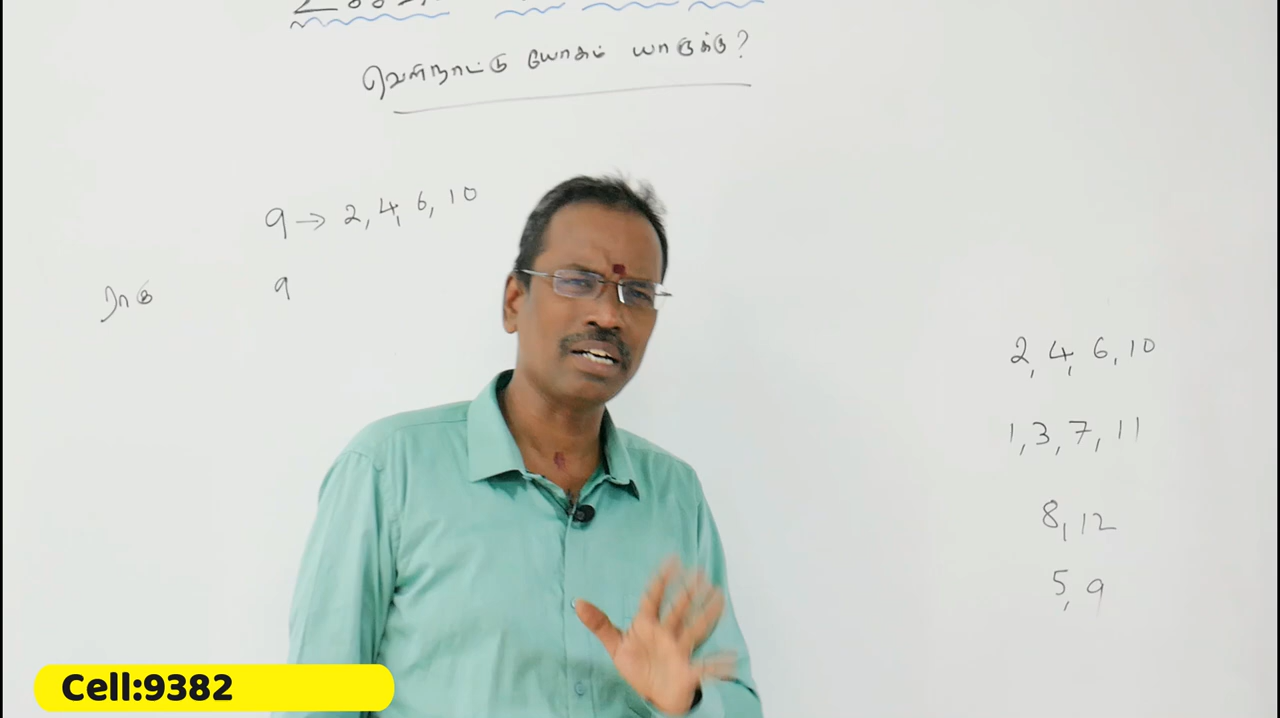 வெளிநாட்டு யோகம் யாருக்கு?
9 → 2, 4, 6, 10
ராகு 9
2, 4, 6, 10
1, 3, 7, 11
8, 12
5, 9
Cell:9382